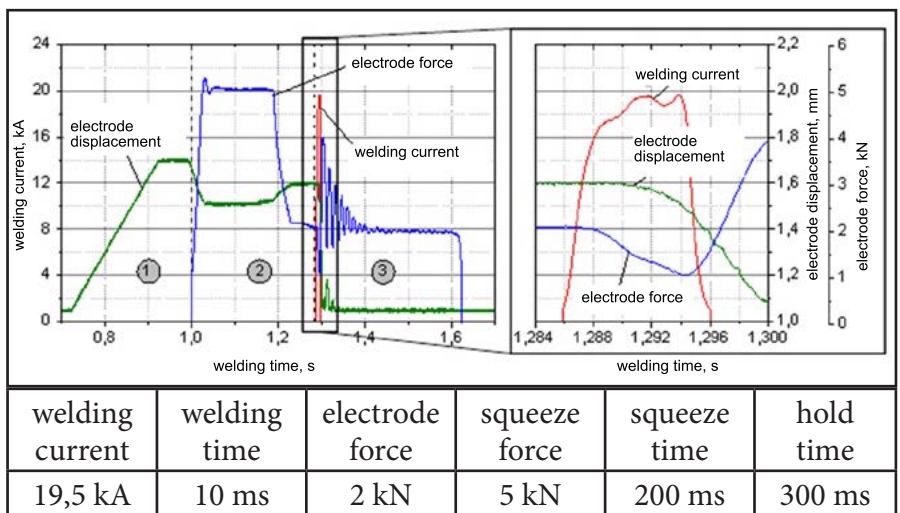 24
20
16
12
8
4
0
welding current, kA
electrode force
electrode
displacement
welding current
1
2
3
0,8
1,0
1,2
1,4
1,6
welding time, s
welding current
electrode
displacement
electrode force
1,284
1,288
1,292
1,296
1,300
welding time, s
2,2
2,0
1,8
1,6
1,4
1,2
1,0
electrode displacement, mm
6
5
4
3
2
1
0
electrode force, kN
welding welding electrode squeeze squeeze hold
current time force force time time
19,5 kA 10 ms 2 kN 5 kN 200 ms 300 ms